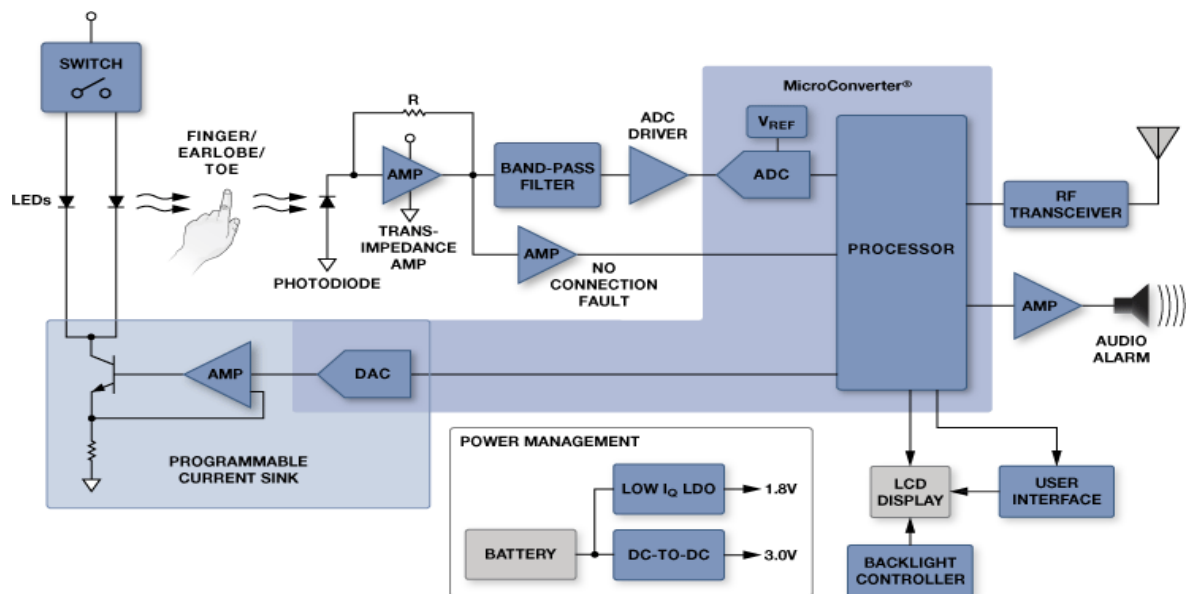 SWITCH
LEDs
FINGER/
EARLOBE/
TOE
R
AMP
TRANS-
IMPEDANCE
AMP
PHOTODIODE
BAND-PASS
FILTER
ADC
DRIVER
AMP
NO
CONNECTION
FAULT
MicroConverter®
VREF
ADC
PROCESSOR
RF
TRANSCEIVER
AMP
AUDIO
ALARM
AMP
DAC
PROGRAMMABLE
CURRENT SINK
POWER MANAGEMENT
BATTERY
LOW IQ LDO
1.8V
DC-TO-DC
3.0V
LCD
DISPLAY
USER
INTERFACE
BACKLIGHT
CONTROLLER